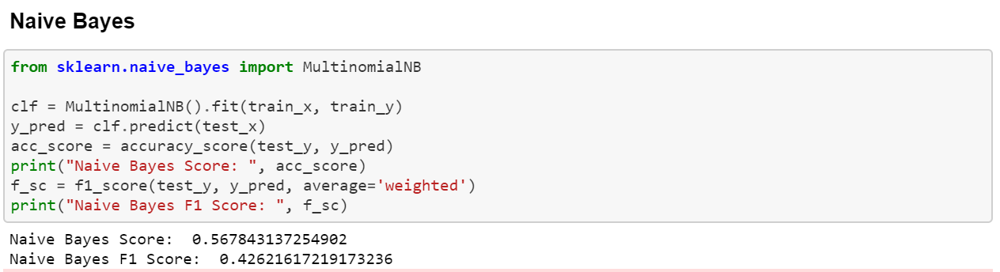 Naive Bayes
from sklearn.naive_bayes import MultinomialNB
clf = MultinomialNB().fit(train_x, train_y)
y_pred = clf.predict(test_x)
acc_score = accuracy_score(test_y, y_pred)
print("Naive Bayes Score: ", acc_score)
f_sc = f1_score(test_y, y_pred, average='weighted')
print("Naive Bayes F1 Score: ", f_sc)
Naive Bayes Score:  0.567843137254902
Naive Bayes F1 Score:  0.42621617219173236